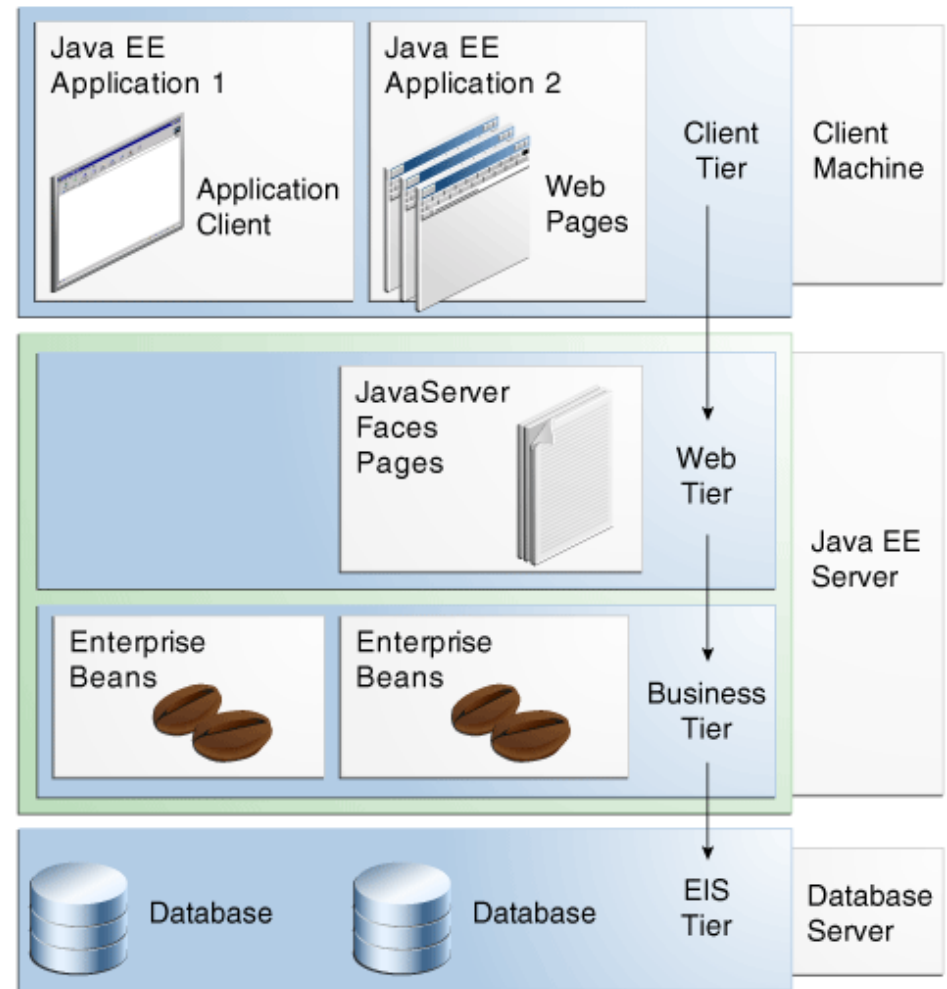 Java EE
Application 1
Application
Client
Java EE
Application 2
Web
Pages
Client
Tier
Client
Machine
JavaServer
Faces
Pages
Web
Tier
Java EE
Server
Enterprise
Beans
Enterprise
Beans
Business
Tier
Database
Database
EIS
Tier
Database
Server